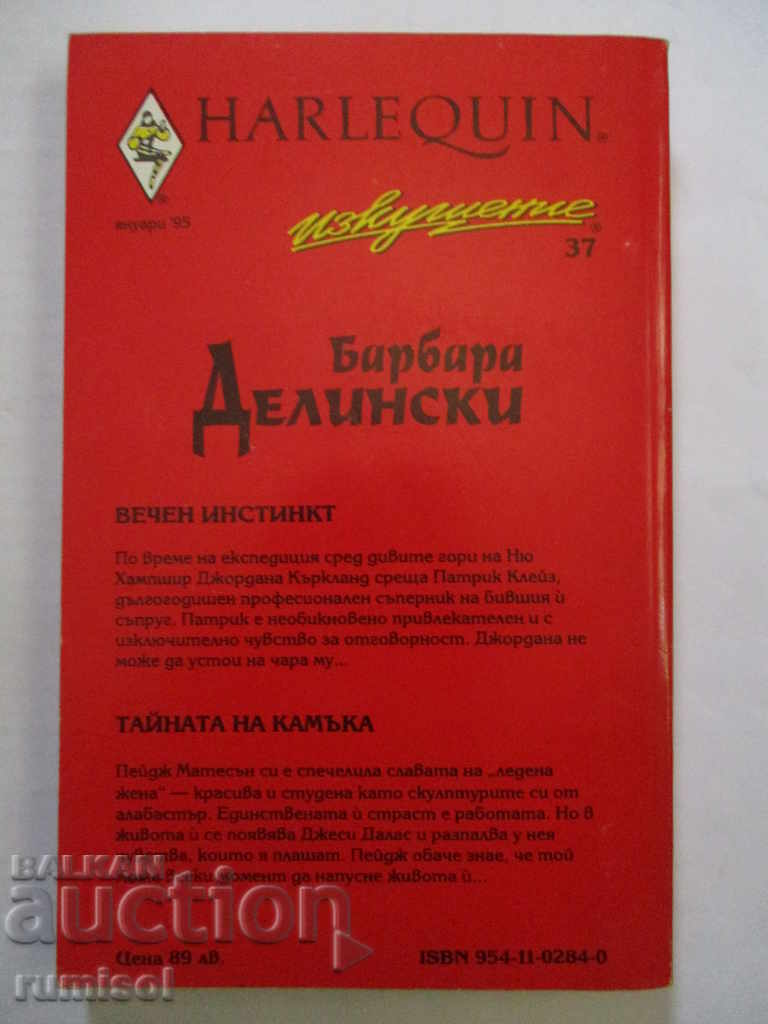 HARLEQUIN®
®
януари '95
изкушение®
37
Барбара
Делински
ВЕЧЕН ИНСТИНКТ
По време на експедиция сред дивите гори на Ню
Хампшир Джордана Къркланд среща Патрик Клейз,
дългогодишен професионален съперник на бившия ѝ
съпруг. Патрик е необикновено привлекателен и с
изключително чувство за отговорност. Джордана не
може да устои на чара му...
ТАЙНАТА НА КАМЪКА
Пейдж Матесън си е спечелила славата на „ледена
жена“ — красива и студена като скулптурите си от
алабастър. Единствената ѝ страст е работата. Но в
живота ѝ се появява Джеси Далас и разпалва у нея
чувства, които я плашат. Пейдж обаче знае, че той
може всеки момент да напусне живота ѝ...
Цена 89 лв.
ISBN 954-11-0284-0
BALKAN
auction
rumisol